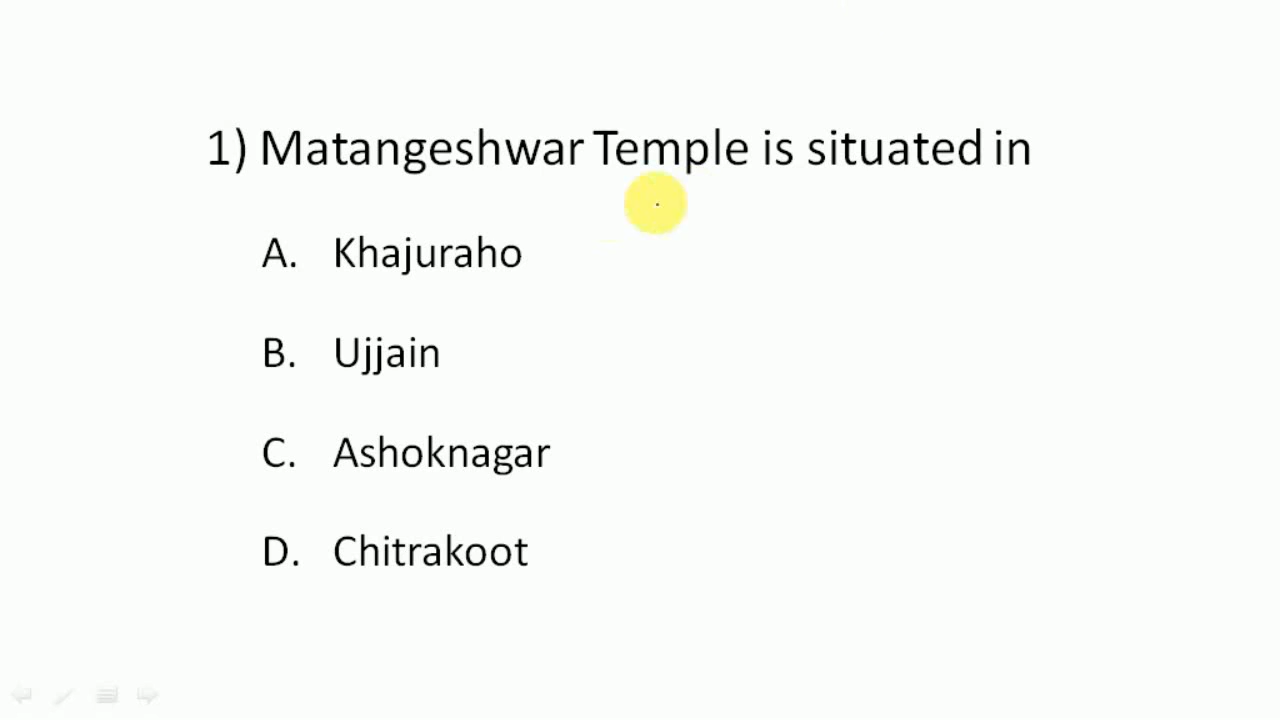 1) Matangeshwar Temple is situated in
A. Khajuraho
B. Ujjain
C. Ashoknagar
D. Chitrakoot